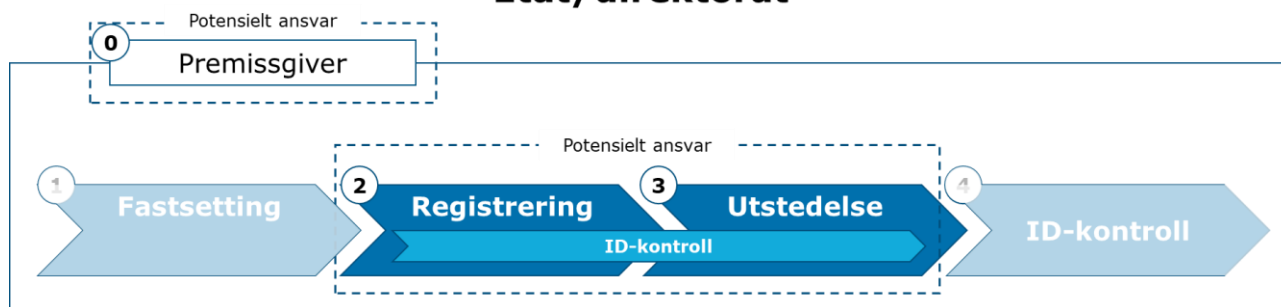 Potensielt ansvar
0
Premissgiver
Potensielt ansvar
1
2
3
4
Fastsetting
Registrering
Utstedelse
ID-kontroll
ID-kontroll